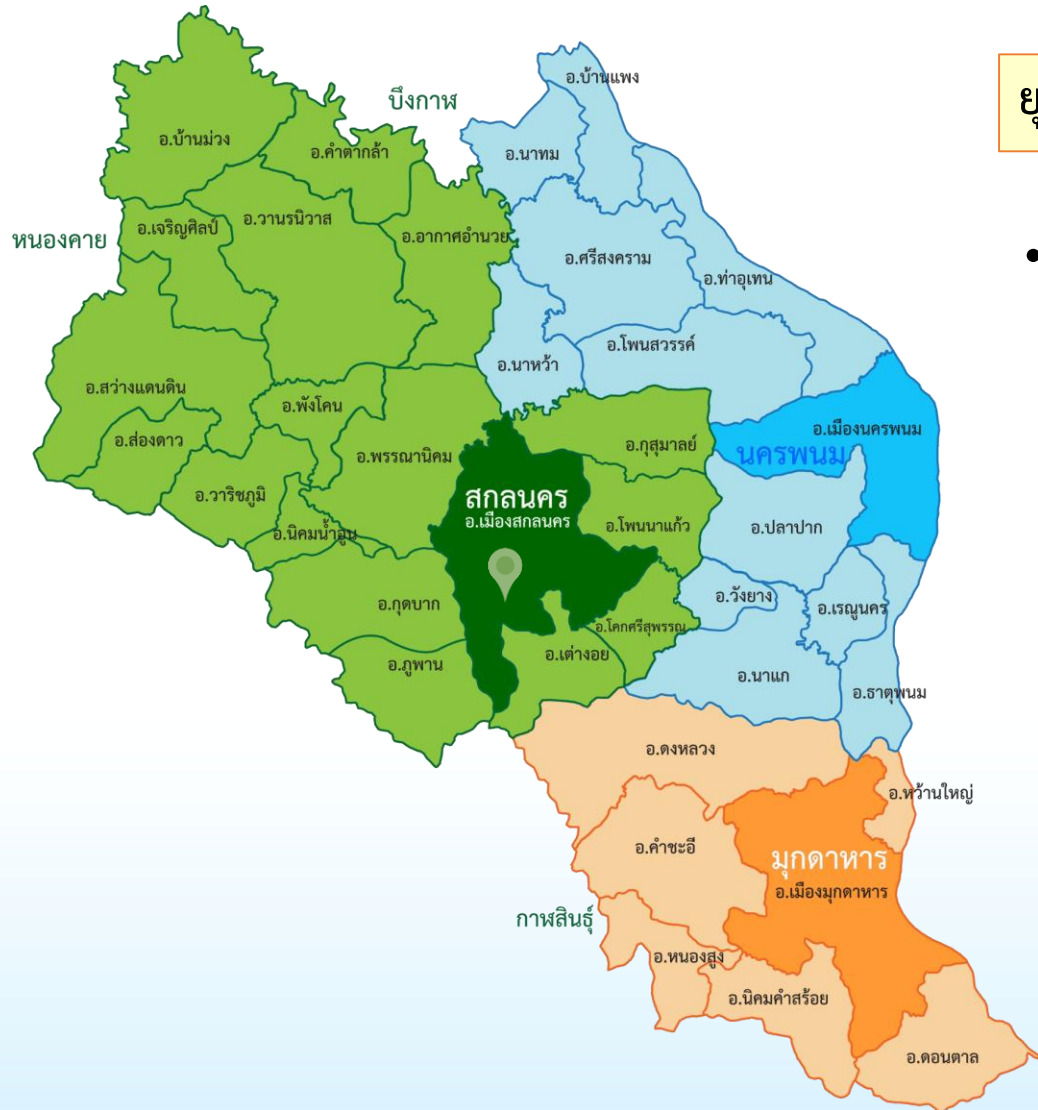 อ.บ้านแพง
ยุ
บึงกาฬ
อ.บ้านม่วง
อ.คำตากล้า
อ.นาทม
อ.เจริญศิลป์
อ.วานรนิวาส
หนองคาย
อ.อากาศอำนวย
อ.ศรีสงคราม
•
อ.ท่าอุเทน
อ.โพนสวรรค์
อ.นาหว้า
อ.สว่างแดนดิน
อ.พังโคน
อ.เมืองนครพนม
อ.ส่องดาว
อ.กุสุมาลย์
นครพนม
อ.พรรณานิคม
อ.วาริชภูมิ
สกลนคร
อ.เมืองสกลนคร
อ.โพนนาแก้ว
อ.ปลาปาก
อ.นิคมน้ำอูน
อ.วังยาง
อ.กุดบาก
อ.เรณูนคร
อ.โคกศรีสุพรรณ
อ.เต่างอย
อ.ภูพาน
อ.นาแก
อ.ธาตุพนม
อ.ดงหลวง
อ.หว้านใหญ่
อ.คำชะอี
มุกดาหาร
อ.เมืองมุกดาหาร
กาฬสินธุ์
อ.หนองสูง
อ.นิคมคำสร้อย
อ.ดอนตาล